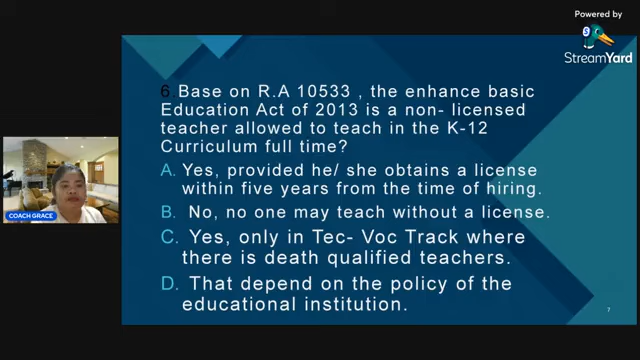 Powered by
StreamYard
6. Base on R.A 10533 , the enhance basic
Education Act of 2013 is a non- licensed
teacher allowed to teach in the K-12
Curriculum full time?
A. Yes, provided he/ she obtains a license
within five years from the time of hiring.
B. No, no one may teach without a license.
C. Yes, only in Tec- Voc Track where
there is death qualified teachers.
D. That depend on the policy of the
educational institution.
COACH GRACE
7